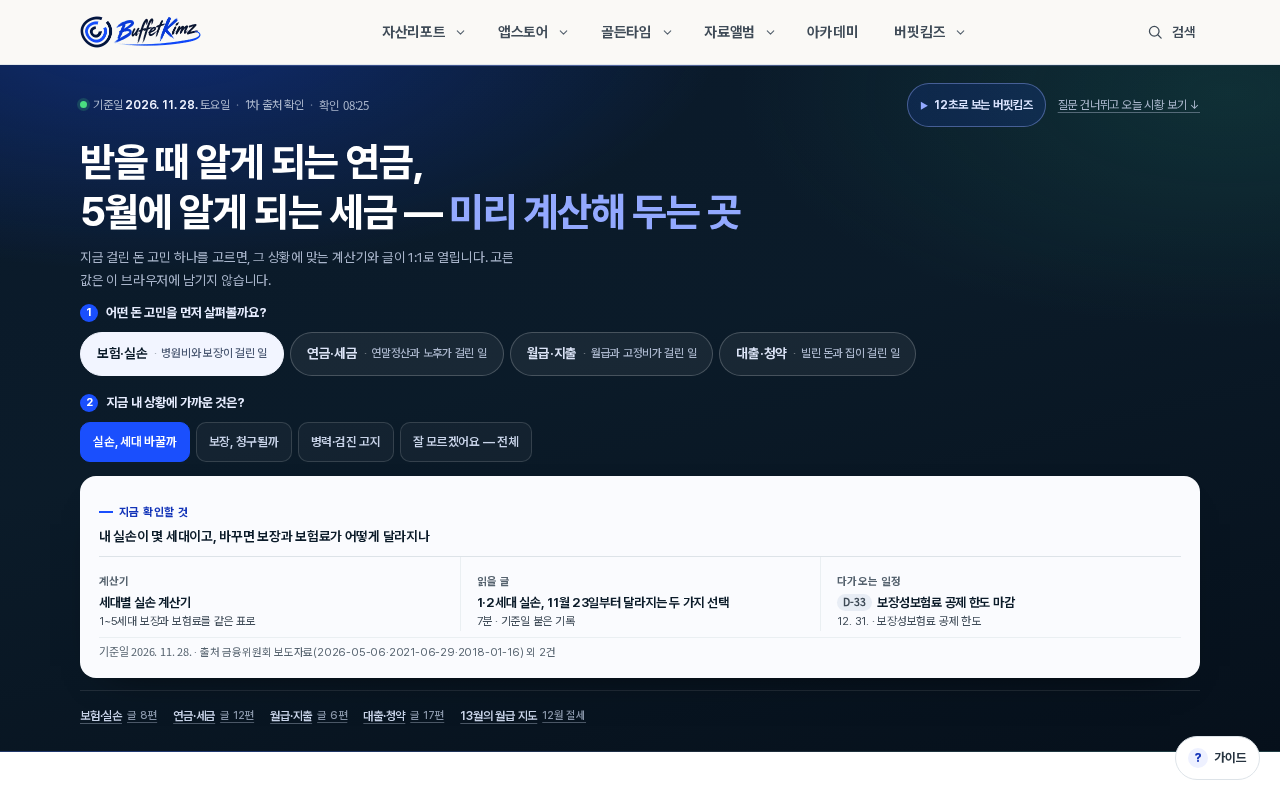 BuffetKimz
자산리포트 앱스토어 골든타임 자료앨범 아카데미 버핏킴즈 검색
기준일 2026. 11. 28. 토요일 · 1차 출처 확인 · 확인 08:25
12초로 보는 버핏킴즈
질문 건너뛰고 오늘 시황 보기 ↓
받을 때 알게 되는 연금,
5월에 알게 되는 세금 — 미리 계산해 두는 곳
지금 걸린 돈 고민 하나를 고르면, 그 상황에 맞는 계산기와 글이 1:1로 열립니다. 고른
값은 이 브라우저에 남기지 않습니다.
1 어떤 돈 고민을 먼저 살펴볼까요?
보험·실손 · 병원비와 보장이 걸린 일
연금·세금 · 연말정산과 노후가 걸린 일
월급·지출 · 월급과 고정비가 걸린 일
대출·청약 · 빌린 돈과 집이 걸린 일
2 지금 내 상황에 가까운 것은?
실손, 세대 바꿀까
보장, 청구될까
병력·검진 고지
잘 모르겠어요 — 전체
지금 확인할 것
내 실손이 몇 세대이고, 바꾸면 보장과 보험료가 어떻게 달라지나
계산기
세대별 실손 계산기
1~5세대 보장과 보험료를 같은 표로
읽을 글
1·2세대 실손, 11월 23일부터 달라지는 두 가지 선택
7분 · 기준일 붙은 기록
다가오는 일정
D-33 보장성보험료 공제 한도 마감
12. 31. · 보장성보험료 공제 한도
기준일 2026. 11. 28. · 출처 금융위원회 보도자료(2026-05-06·2021-06-29·2018-01-16) 외 2건
보험·실손 글 8편 연금·세금 글 12편 월급·지출 글 6편 대출·청약 글 17편 13월의 월급 지도 12월 절세
? 가이드